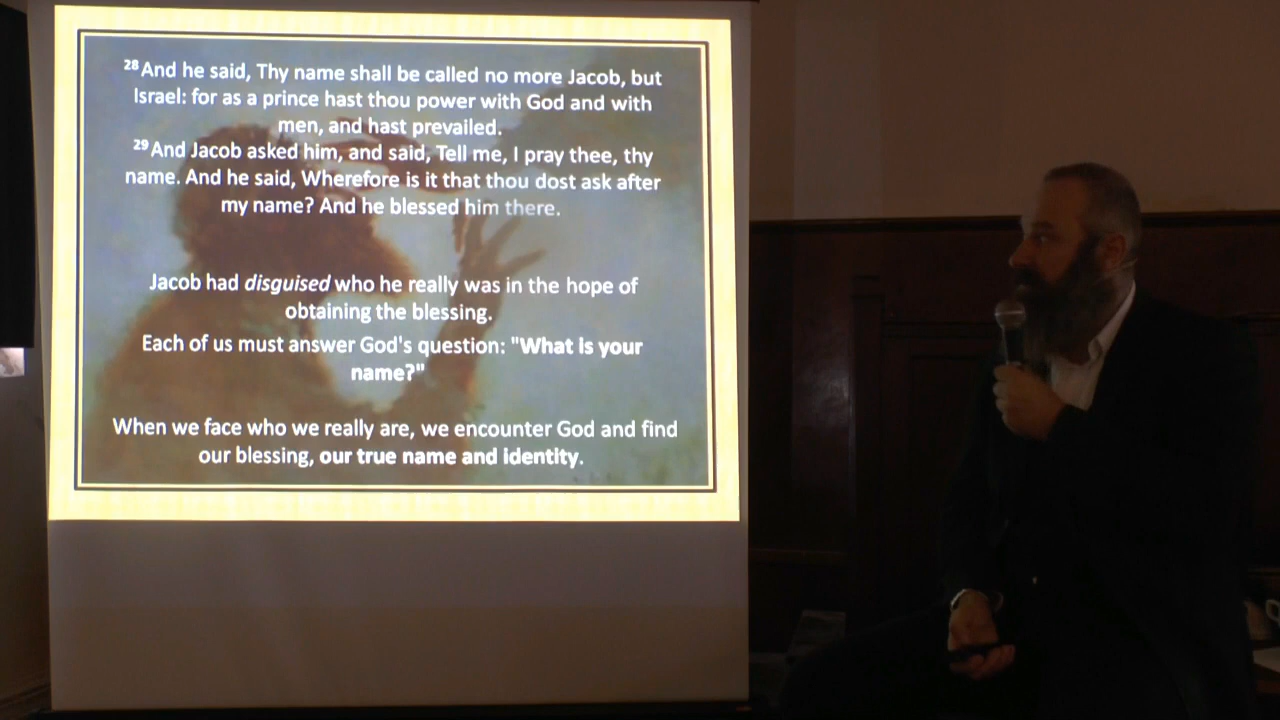 28 And he said, Thy name shall be called no more Jacob, but
Israel: for as a prince hast thou power with God and with
men, and hast prevailed.
29 And Jacob asked him, and said, Tell me, I pray thee, thy
name. And he said, Wherefore is it that thou dost ask after
my name? And he blessed him there.
Jacob had disguised who he really was in the hope of
obtaining the blessing.
Each of us must answer God's question: "What is your
name?"
When we face who we really are, we encounter God and find
our blessing, our true name and identity.